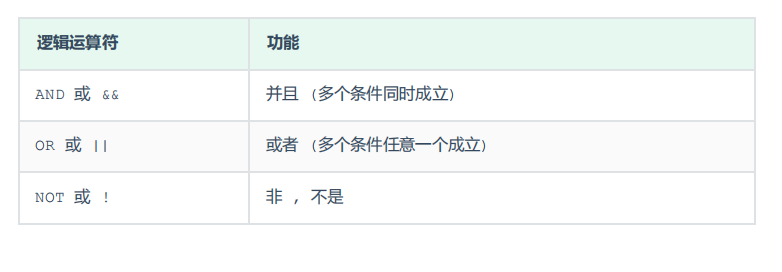 逻辑运算符 功能
AND 或 && 并且 (多个条件同时成立)
OR 或 || 或者 (多个条件任意一个成立)
NOT 或 ! 非 , 不是